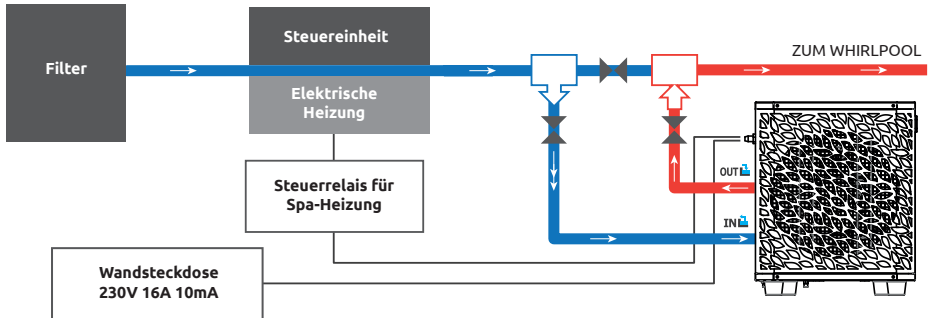 Filter
Steuereinheit
Elektrische
Heizung
ZUM WHIRLPOOL
Steuerrelais für
Spa-Heizung
OUT
IN
Wandsteckdose
230V 16A 10mA